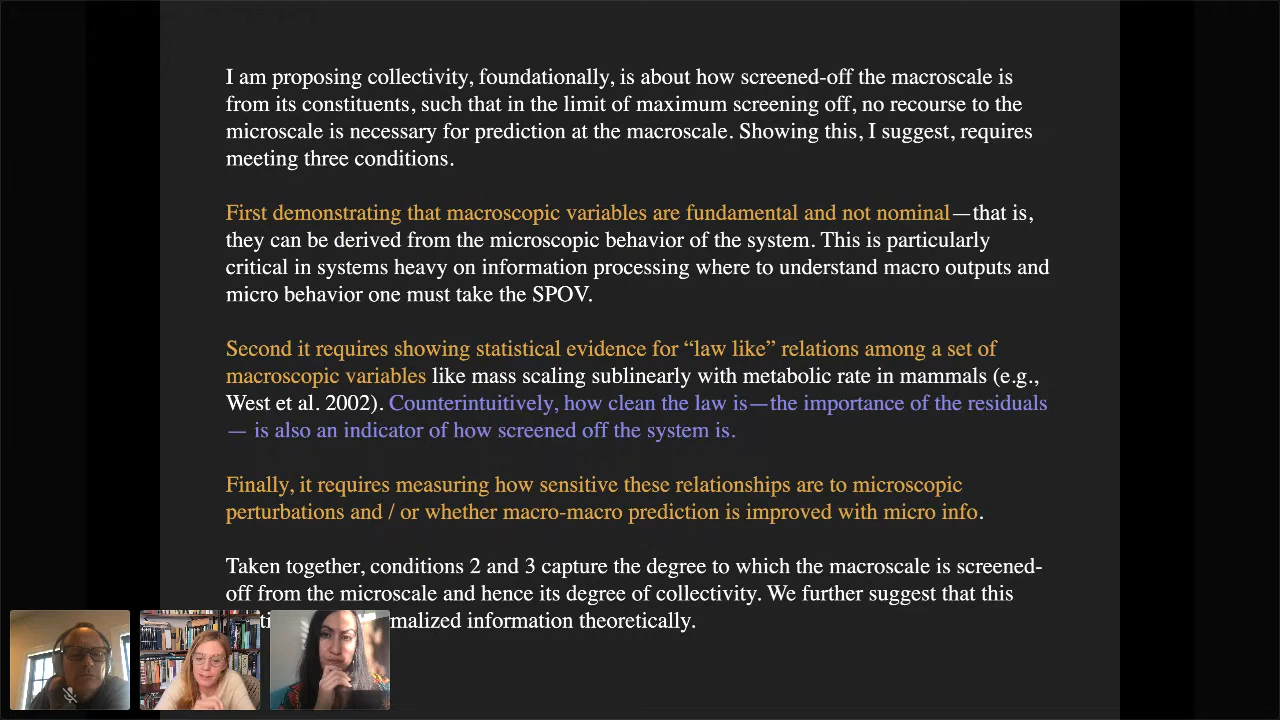 I am proposing collectivity, foundationally, is about how screened-off the macroscale is
from its constituents, such that in the limit of maximum screening off, no recourse to the
microscale is necessary for prediction at the macroscale. Showing this, I suggest, requires
meeting three conditions.
First demonstrating that macroscopic variables are fundamental and not nominal—that is,
they can be derived from the microscopic behavior of the system. This is particularly
critical in systems heavy on information processing where to understand macro outputs and
micro behavior one must take the SPOV.
Second it requires showing statistical evidence for “law like” relations among a set of
macroscopic variables like mass scaling sublinearly with metabolic rate in mammals (e.g.,
West et al. 2002). Counterintuitively, how clean the law is—the importance of the residuals
— is also an indicator of how screened off the system is.
Finally, it requires measuring how sensitive these relationships are to microscopic
perturbations and / or whether macro-macro prediction is improved with micro info.
Taken together, conditions 2 and 3 capture the degree to which the macroscale is screened-
off from the microscale and hence its degree of collectivity. We further suggest that this
information theoretically.